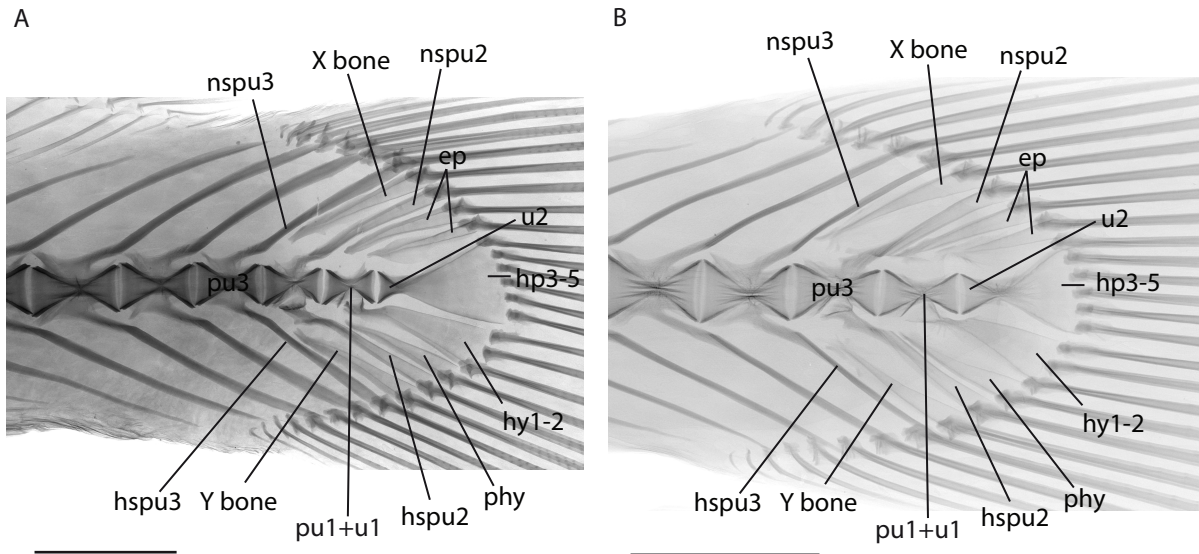 A
nspu3
X bone
nspu2
ep
u2
pu3
hp3-5
hy1-2
hspu3
Y bone
pu1+u1
hspu2
phy
B
nspu3
X bone
nspu2
ep
u2
pu3
hp3-5
hy1-2
hspu3
Y bone
pu1+u1
hspu2
phy